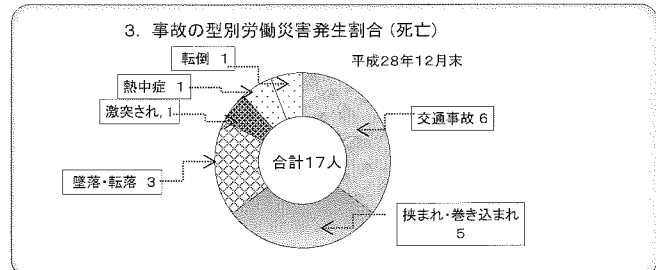 3. 事故の型別労働災害発生割合（死亡）
平成28年12月末
転倒 1
熱中症 1
激突され, 1
墜落・転落 3
合計17人
交通事故 6
挟まれ・巻き込まれ
5